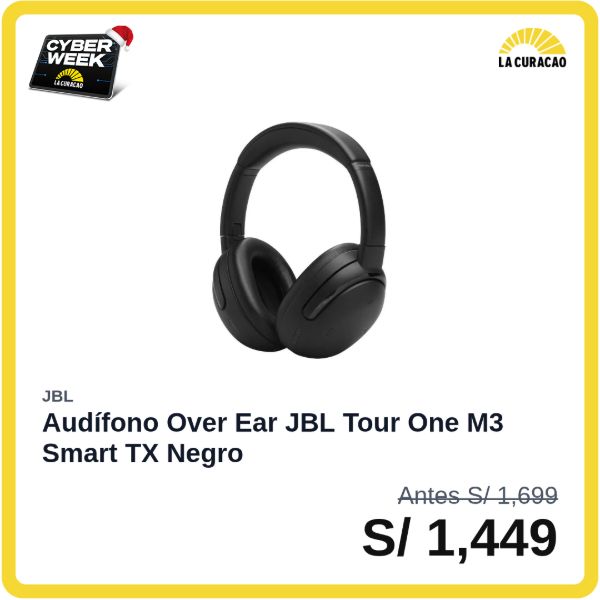 CYBER
WEEK
LA CURACAO
LA CURACAO
JBL
Audífono Over Ear JBL Tour One M3
Smart TX Negro
Antes S/ 1,699
S/ 1,449